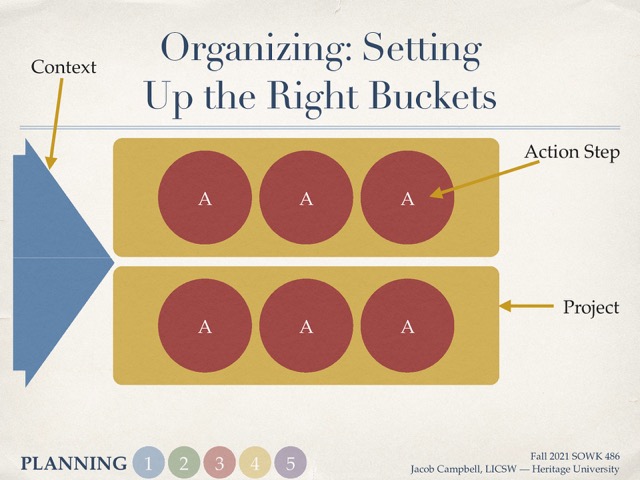 Organizing: Setting
Up the Right Buckets
Context
Action Step
A A A
Project
A A A
PLANNING 1 2 3 4 5
Fall 2021 SOWK 486
Jacob Campbell, LICSW — Heritage University